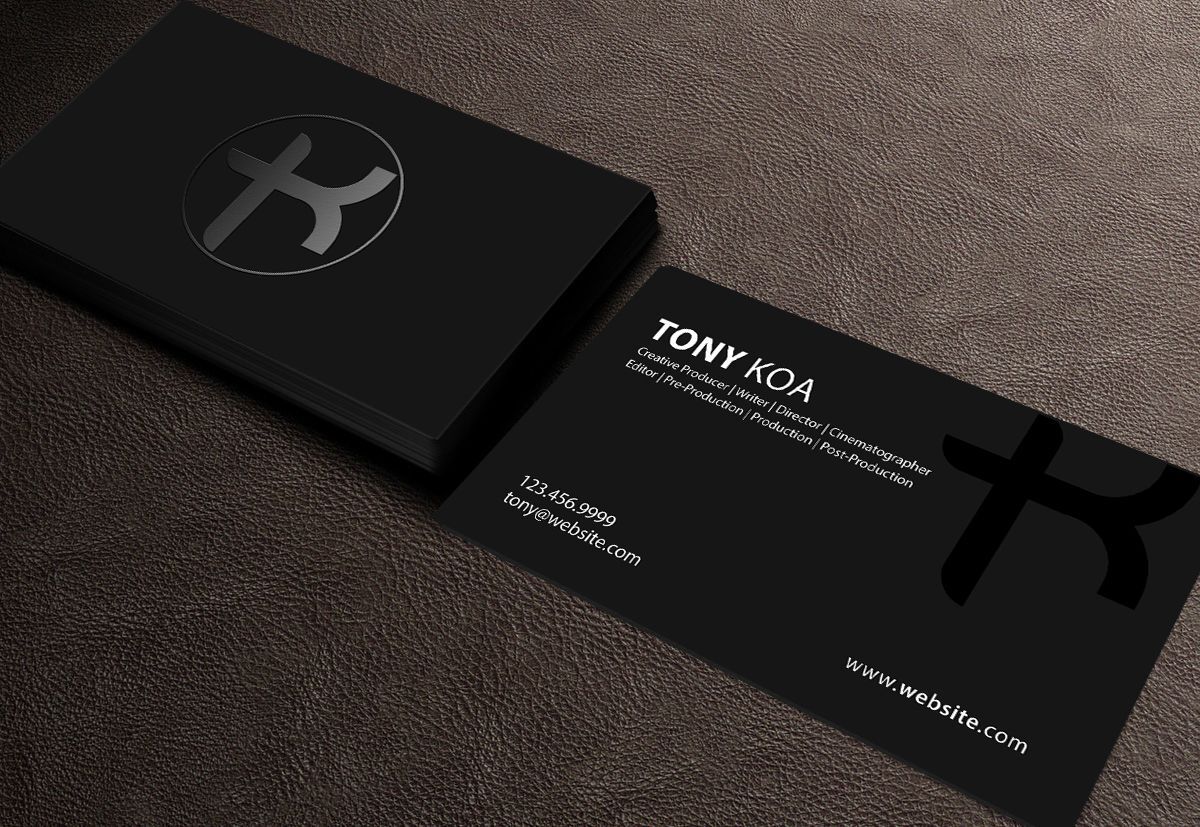 TONY KOA
Creative Producer | Writer | Director | Cinematographer
Editor | Pre-Production | Production | Post-Production
123.456.9999
tony@website.com
www.website.com